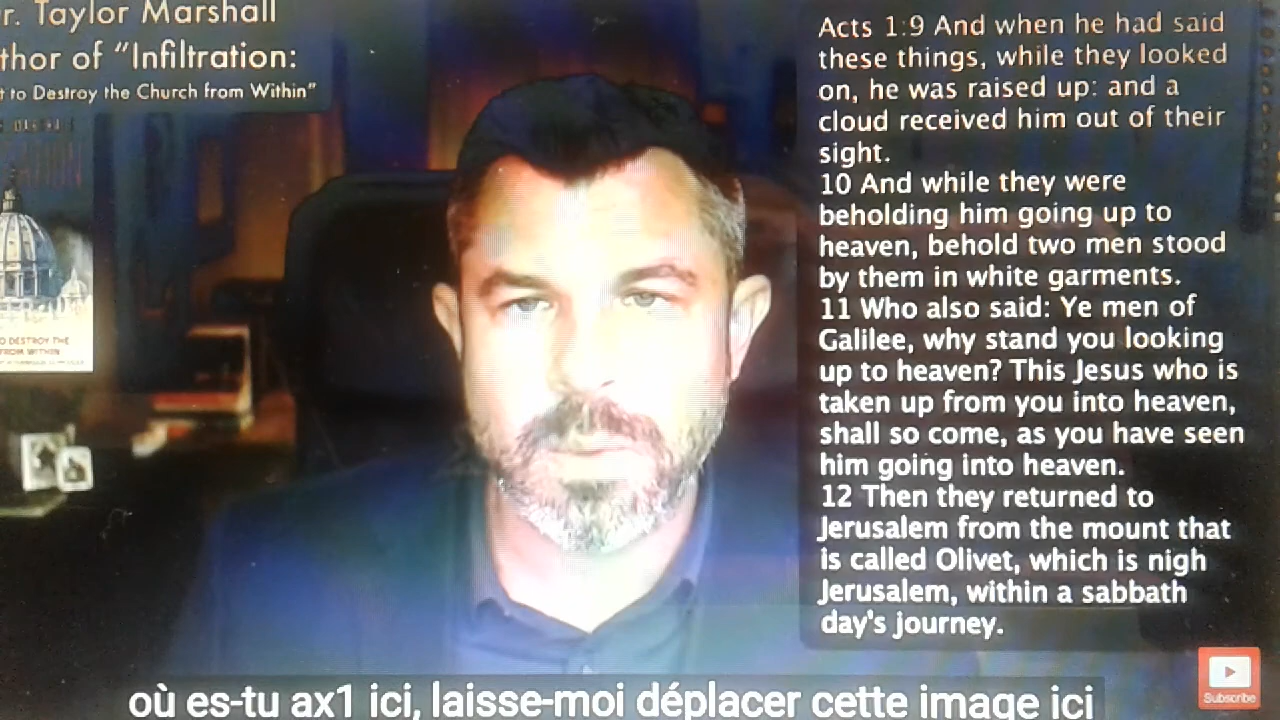 r. Taylor Marshall
thor of "Infiltration:
t to Destroy the Church from Within"
O DESTROY THE
FROM WITHIN
Acts 1:9 And when he had said
these things, while they looked
on, he was raised up: and a
cloud received him out of their
sight.
10 And while they were
beholding him going up to
heaven, behold two men stood
by them in white garments.
11 Who also said: Ye men of
Galilee, why stand you looking
up to heaven? This Jesus who is
taken up from you into heaven,
shall so come, as you have seen
him going into heaven.
12 Then they returned to
Jerusalem from the mount that
is called Olivet, which is nigh
Jerusalem, within a sabbath
day's journey.
Subscribe
où es-tu ax1 ici, laisse-moi déplacer cette image ici